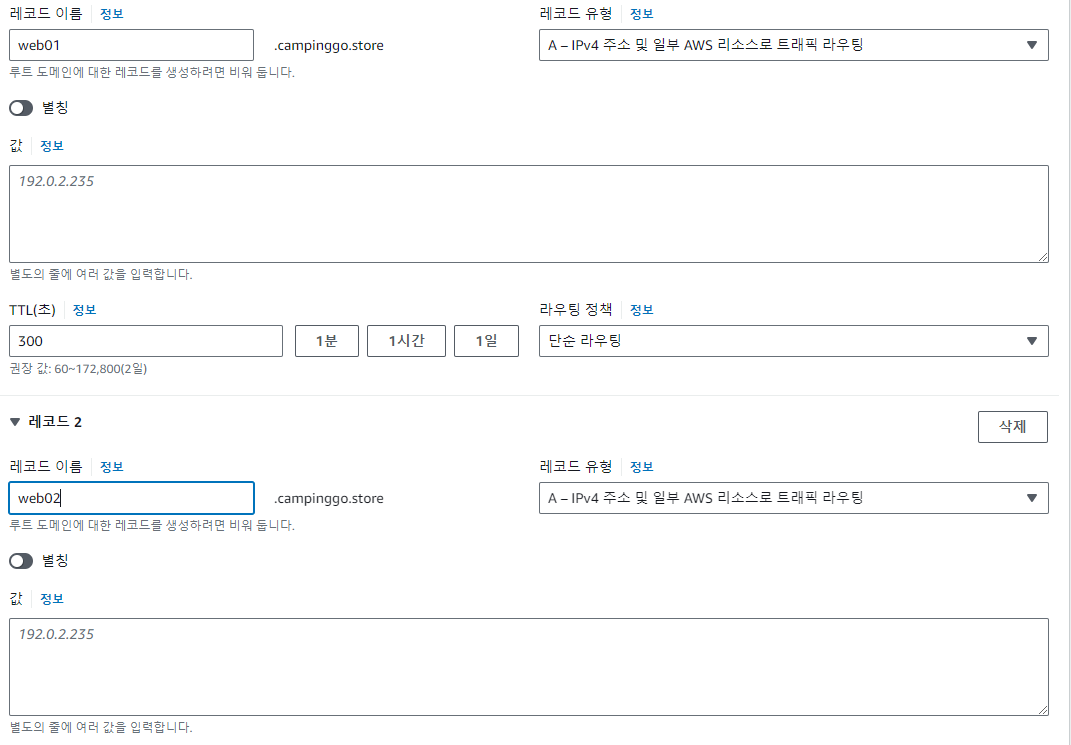 레코드 이름 정보 레코드 유형 정보
web01 .campinggo.store A – IPv4 주소 및 일부 AWS 리소스로 트래픽 라우팅
루트 도메인에 대한 레코드를 생성하려면 비워 둡니다.
별칭
값 정보
192.0.2.235
별도의 줄에 여러 값을 입력합니다.
TTL(초) 정보 라우팅 정책 정보
300 1분 1시간 1일 단순 라우팅
권장 값: 60~172,800(2일)
레코드 2 삭제
레코드 이름 정보 레코드 유형 정보
web02 .campinggo.store A – IPv4 주소 및 일부 AWS 리소스로 트래픽 라우팅
루트 도메인에 대한 레코드를 생성하려면 비워 둡니다.
별칭
값 정보
192.0.2.235
별도의 줄에 여러 값을 입력합니다.